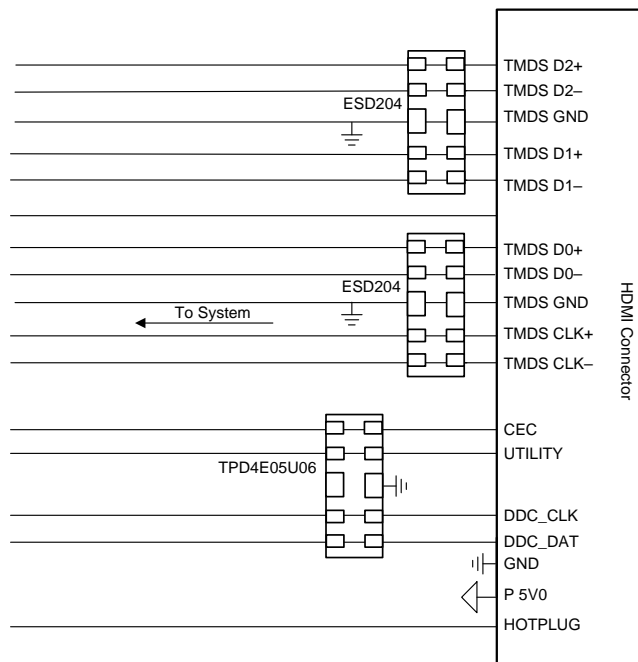 TMDS D2+
TMDS D2–
ESD204
TMDS GND
TMDS D1+
TMDS D1–
TMDS D0+
TMDS D0–
ESD204
TMDS GND
To System
TMDS CLK+
TMDS CLK–
HDMI Connector
CEC
UTILITY
TPD4E05U06
DDC_CLK
DDC_DAT
GND
P 5V0
HOTPLUG